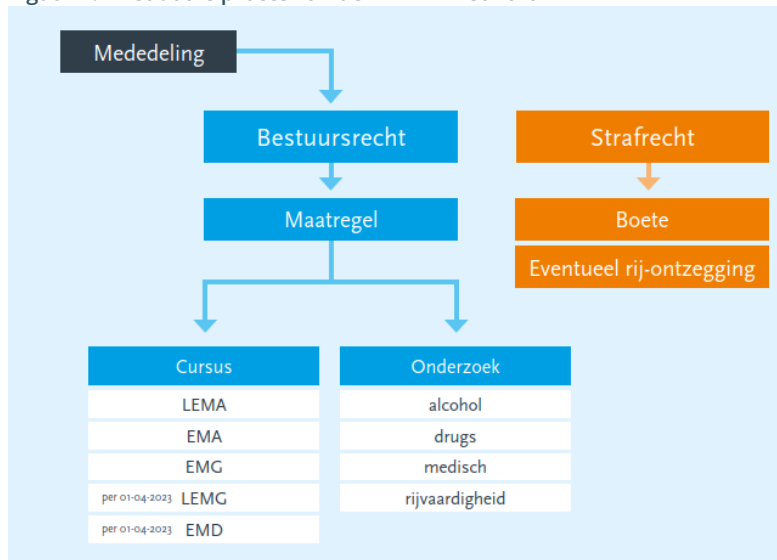 Mededeling
Bestuursrecht
Strafrecht
Maatregel
Boete
Eventueel rij-ontzegging
Cursus
LEMA
EMA
EMG
per 01-04-2023 LEMG
per 01-04-2023 EMD
Onderzoek
alcohol
drugs
medisch
rijvaardigheid